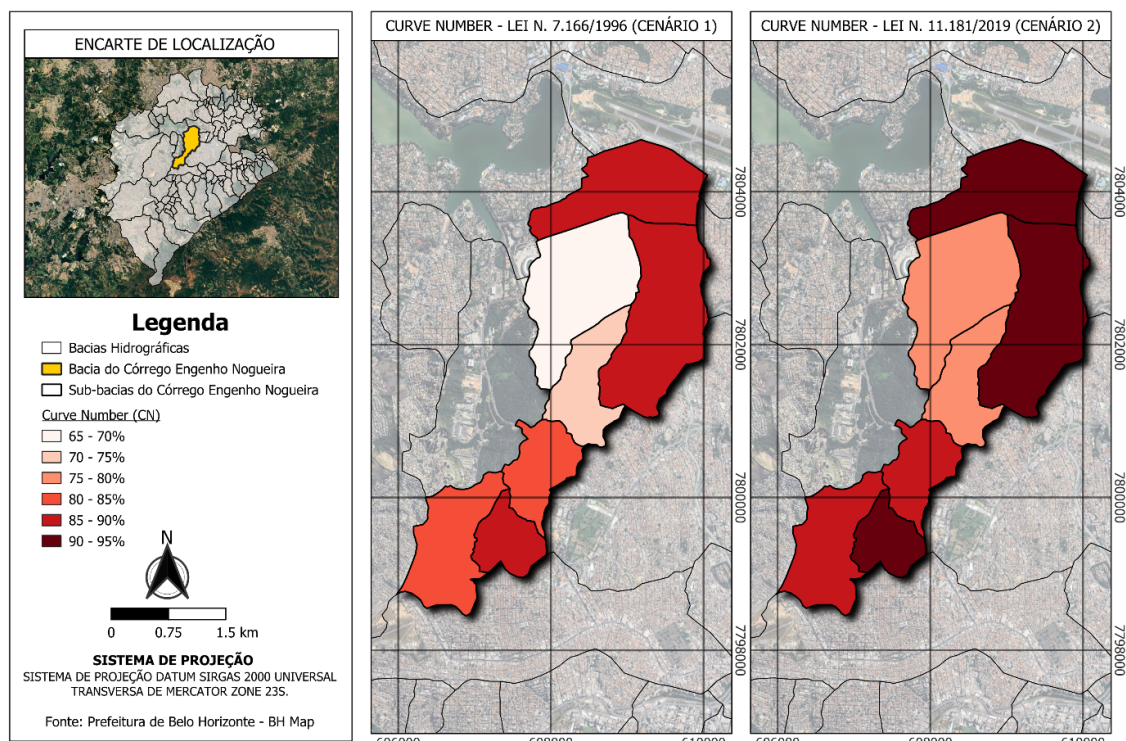 ENCARTE DE LOCALIZAÇÃO
Legenda
Bacias Hidrográficas
Bacia do Córrego Engenho Nogueira
Sub-bacias do Córrego Engenho Nogueira
Curve Number (CN)
65 - 70%
70 - 75%
75 - 80%
80 - 85%
85 - 90%
90 - 95%
N
0 0.75 1.5 km
SISTEMA DE PROJEÇÃO
SISTEMA DE PROJEÇÃO DATUM SIRGAS 2000 UNIVERSAL
TRANSVERSA DE MERCATOR ZONE 23S.
Fonte: Prefeitura de Belo Horizonte - BH Map
CURVE NUMBER - LEI N. 7.166/1996 (CENÁRIO 1)
7804000
7802000
7800000
7798000
CURVE NUMBER - LEI N. 11.181/2019 (CENÁRIO 2)
7804000
7802000
7800000
7798000